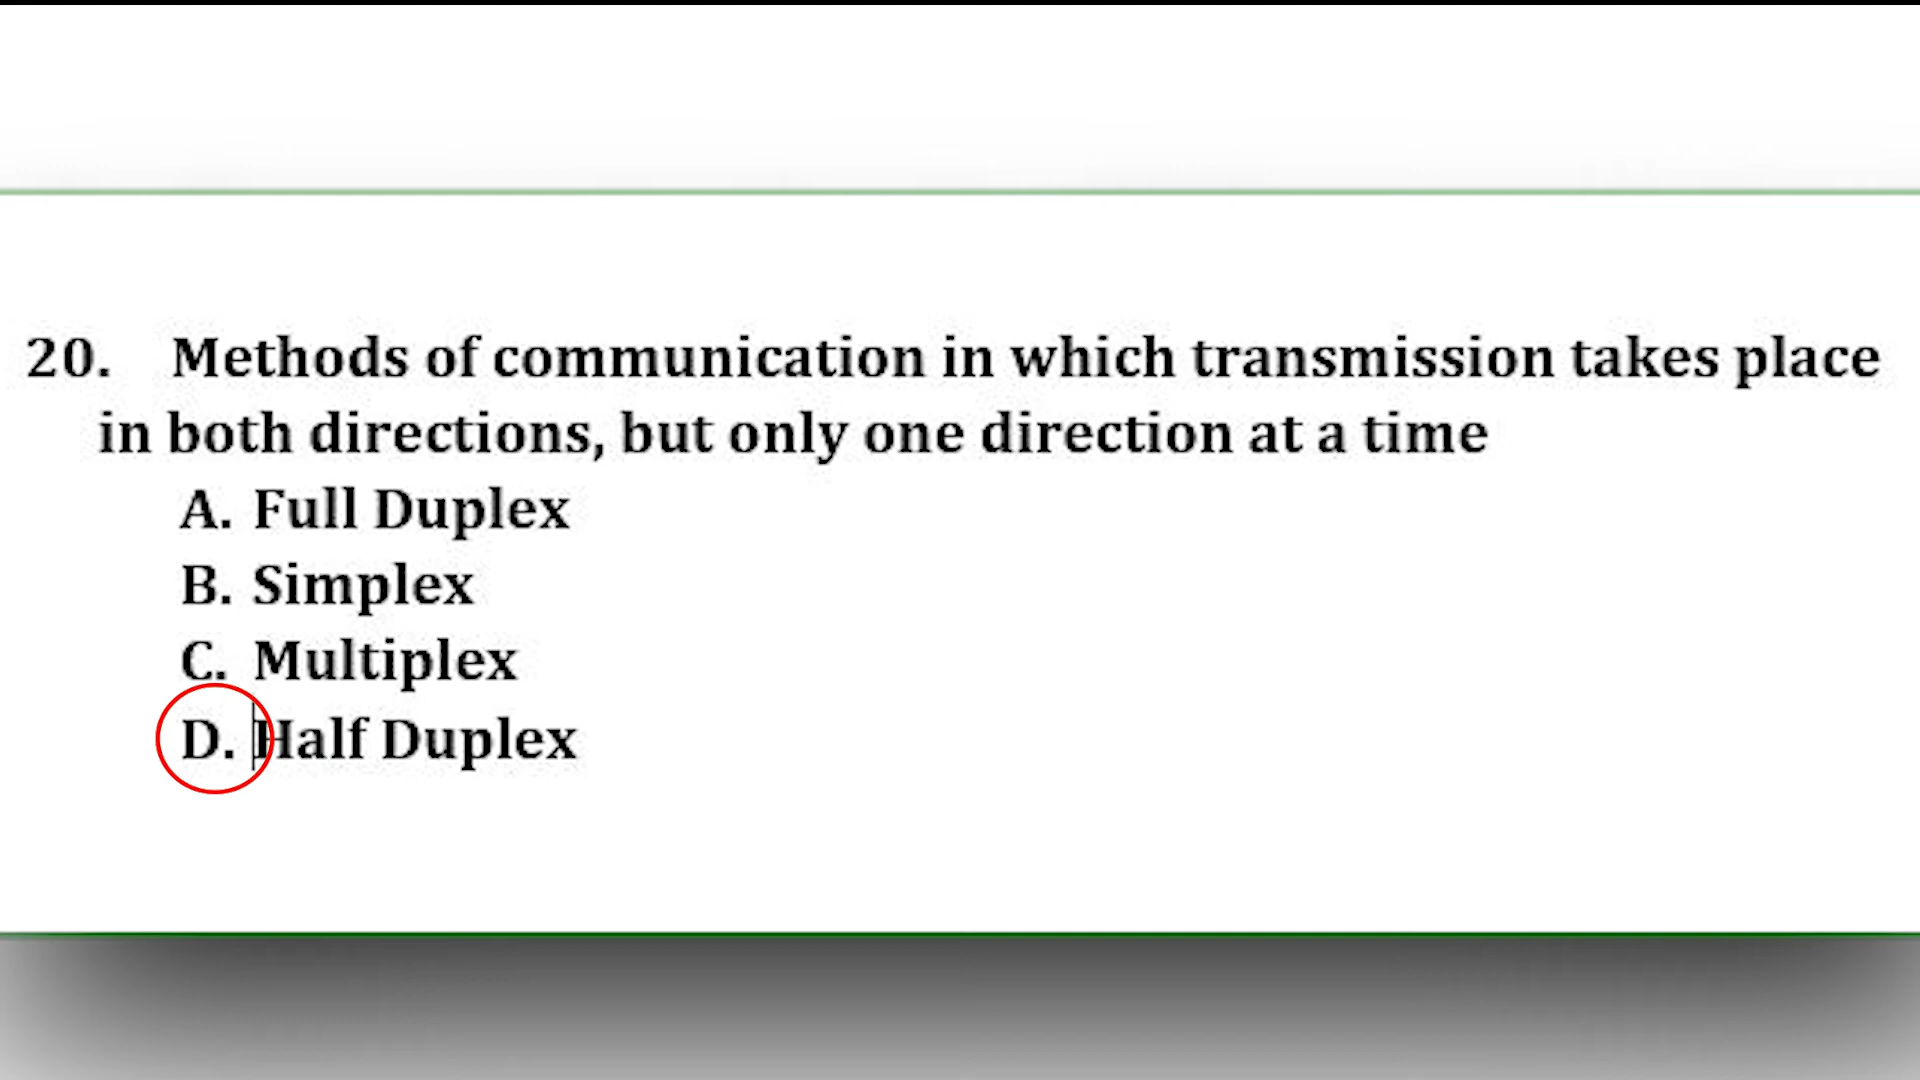 20. Methods of communication in which transmission takes place
in both directions, but only one direction at a time
A. Full Duplex
B. Simplex
C. Multiplex
D. Half Duplex